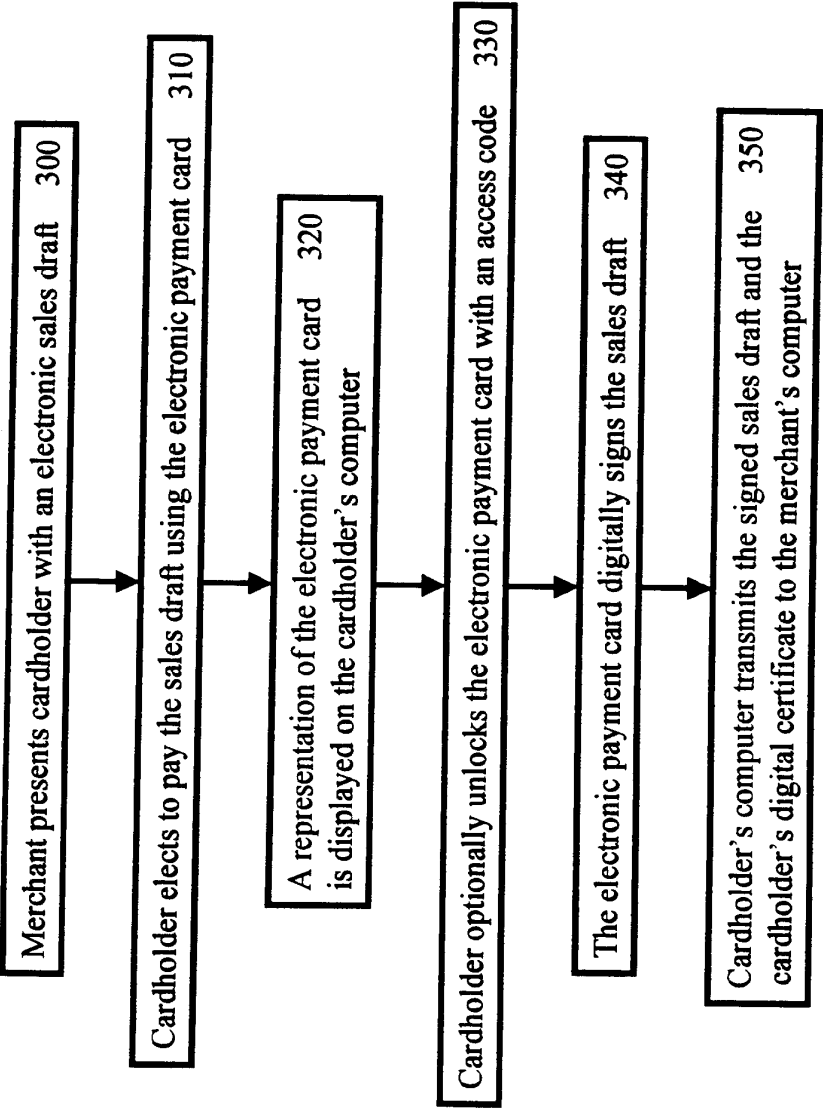 Merchant presents cardholder with an electronic sales draft 300
Cardholder elects to pay the sales draft using the electronic payment card 310
A representation of the electronic payment card 320
is displayed on the cardholder's computer
Cardholder optionally unlocks the electronic payment card with an access code 330
The electronic payment card digitally signs the sales draft 340
Cardholder's computer transmits the signed sales draft and the 350
cardholder's digital certificate to the merchant's computer